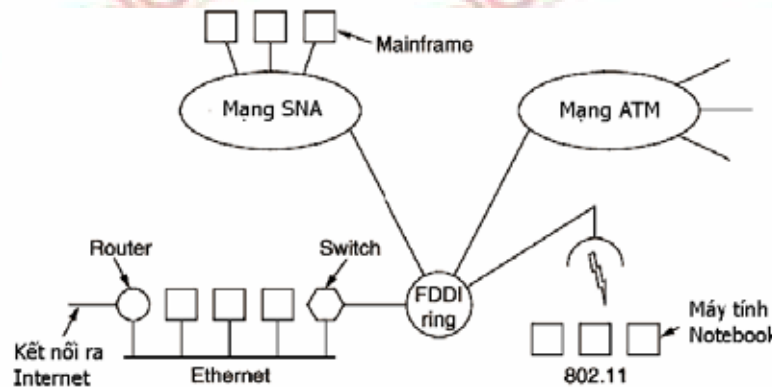 Mainframe
Mạng SNA
Mạng ATM
Router
Switch
FDDI
ring
Máy tính
Notebook
Kết nối ra
Internet
Ethernet
802.11